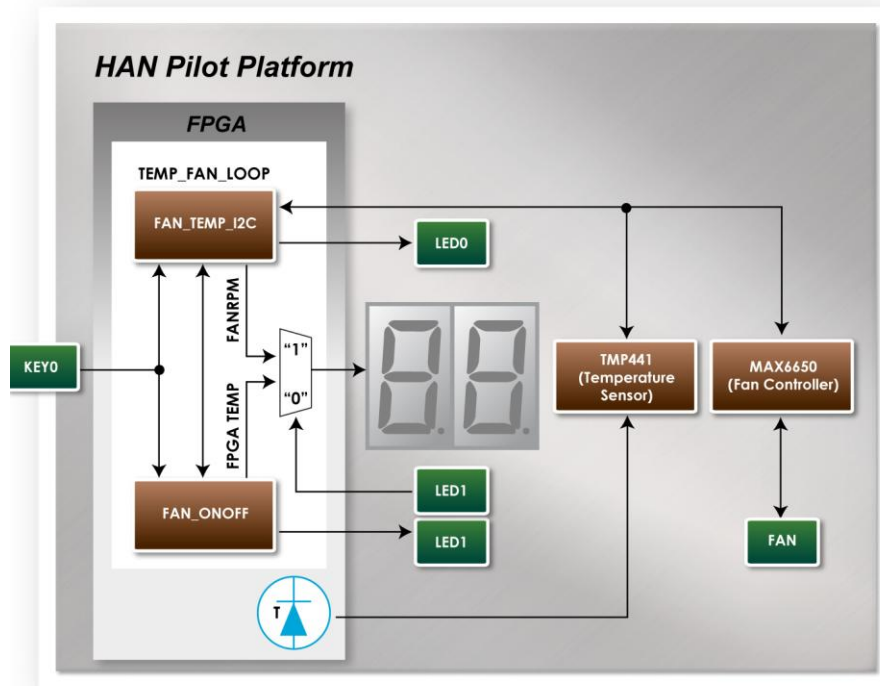 HAN Pilot Platform
FPGA
TEMP_FAN_LOOP
FAN_TEMP_I2C
LED0
FANRPM
"1"
"0"
KEY0
TMP441
(Temperature
Sensor)
MAX6650
(Fan Controller)
FPGA TEMP
LED1
FAN_ONOFF
LED1
FAN
T